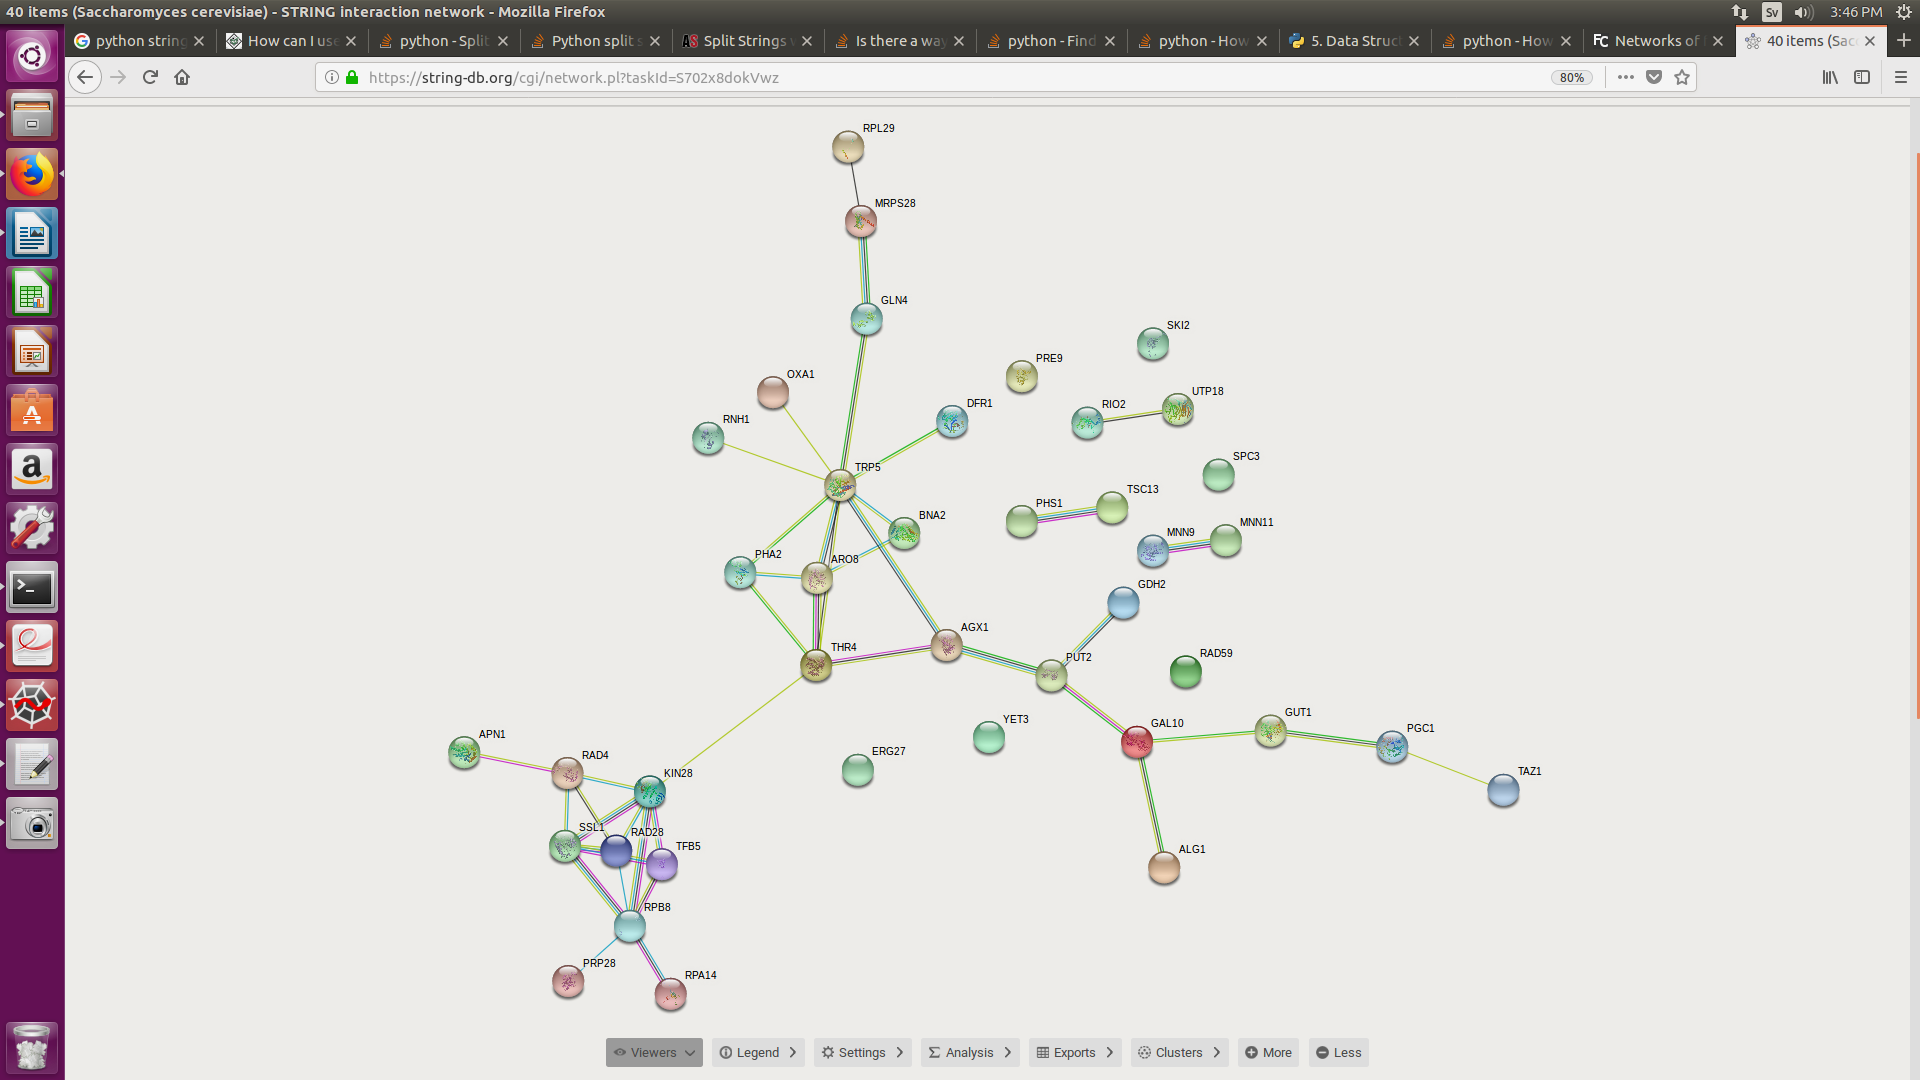 40 items (Saccharomyces cerevisiae) - STRING interaction network - Mozilla Firefox
Sv
3:46 PM
python string
How can I use
python - Split
Python split s
Split Strings w
Is there a way
python - Find
python - How
5. Data Struc
python - How
Networks of
40 items (Sacc
https://string-db.org/cgi/network.pl?taskId=S702x8dokVwz
80%
RPL29
MRPS28
GLN4
SKI2
PRE9
OXA1
UTP18
DFR1
RIO2
RNH1
SPC3
TRP5
TSC13
PHS1
BNA2
MNN11
MNN9
PHA2
ARO8
GDH2
AGX1
THR4
RAD59
PUT2
GUT1
YET3
GAL10
PGC1
APN1
ERG27
RAD4
TAZ1
KIN28
SSL1
RAD28
TFB5
ALG1
RPB8
PRP28
RPA14
Viewers
Legend
Settings
Analysis
Exports
Clusters
More
Less